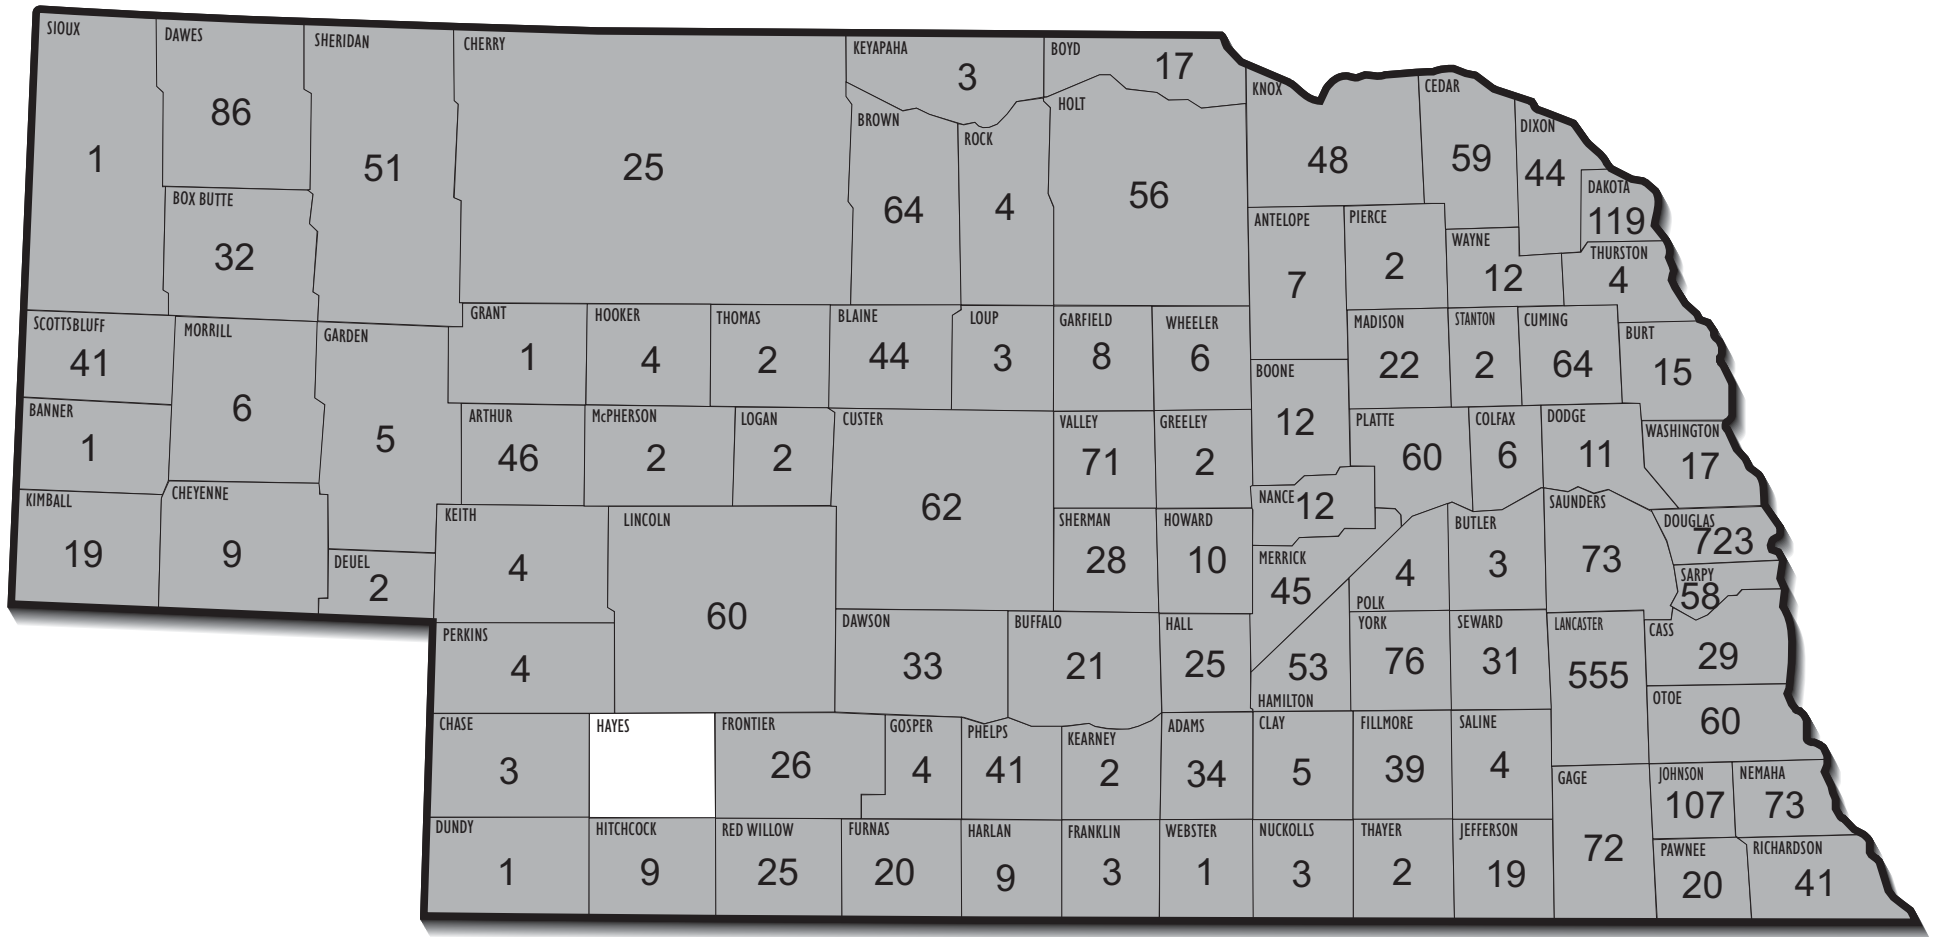 SIOUX
1
DAWES
86
SHERIDAN
51
CHERRY
25
KEYAPAHA
3
BOYD
17
BROWN
64
ROCK
4
HOLT
56
KNOX
48
CEDAR
59
DIXON
44
DAKOTA
119
BOX BUTTE
32
ANTELOPE
7
PIERCE
2
WAYNE
12
THURSTON
4
SCOTTSBLUFF
41
MORRILL
6
GARDEN
5
GRANT
1
HOOKER
4
THOMAS
2
BLAINE
44
LOUP
3
GARFIELD
8
WHEELER
6
BOONE
12
MADISON
22
STANTON
2
CUMING
64
BURT
15
BANNER
1
ARTHUR
46
McPHERSON
2
LOGAN
2
CUSTER
62
VALLEY
71
GREELEY
2
PLATTE
60
COLFAX
6
DODGE
11
WASHINGTON
17
NANCE
12
KIMBALL
19
CHEYENNE
9
DEUEL
2
KEITH
4
LINCOLN
60
SHERMAN
28
HOWARD
10
MERRICK
45
4
POLK
BUTLER
3
SAUNDERS
73
DOUGLAS
723
SARPY
58
PERKINS
4
DAWSON
33
BUFFALO
21
HALL
25
53
HAMILTON
YORK
76
SEWARD
31
LANCASTER
555
CASS
29
OTOE
60
CHASE
3
HAYES
FRONTIER
26
GOSPER
4
PHELPS
41
KEARNEY
2
ADAMS
34
CLAY
5
FILLMORE
39
SALINE
4
GAGE
72
JOHNSON
107
NEMAHA
73
DUNDY
1
HITCHCOCK
9
RED WILLOW
25
FURNAS
20
HARLAN
9
FRANKLIN
3
WEBSTER
1
NUCKOLLS
3
THAYER
2
JEFFERSON
19
PAWNEE
20
RICHARDSON
41